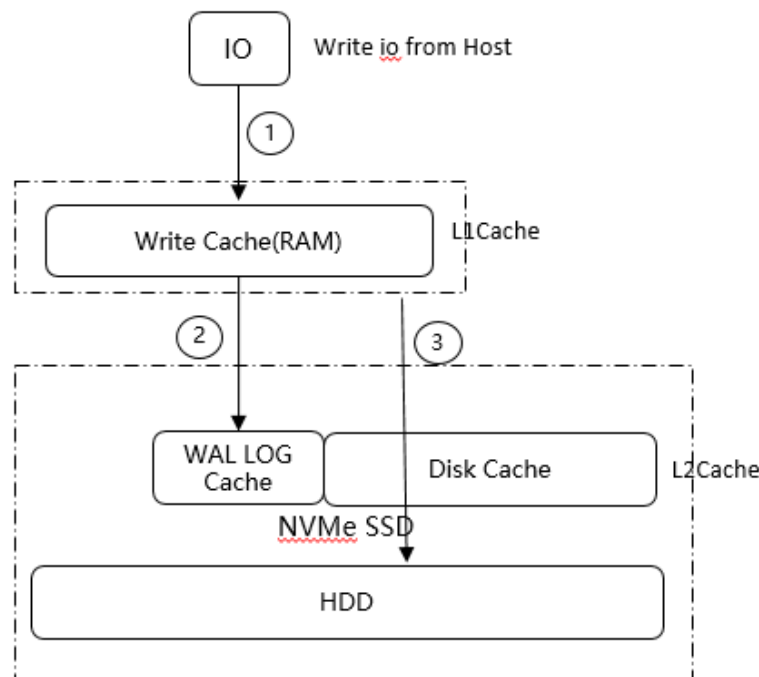 IO
Write io from Host
1
Write Cache(RAM)
L1Cache
2
3
WAL LOG
Cache
Disk Cache
L2Cache
NVMe SSD
HDD